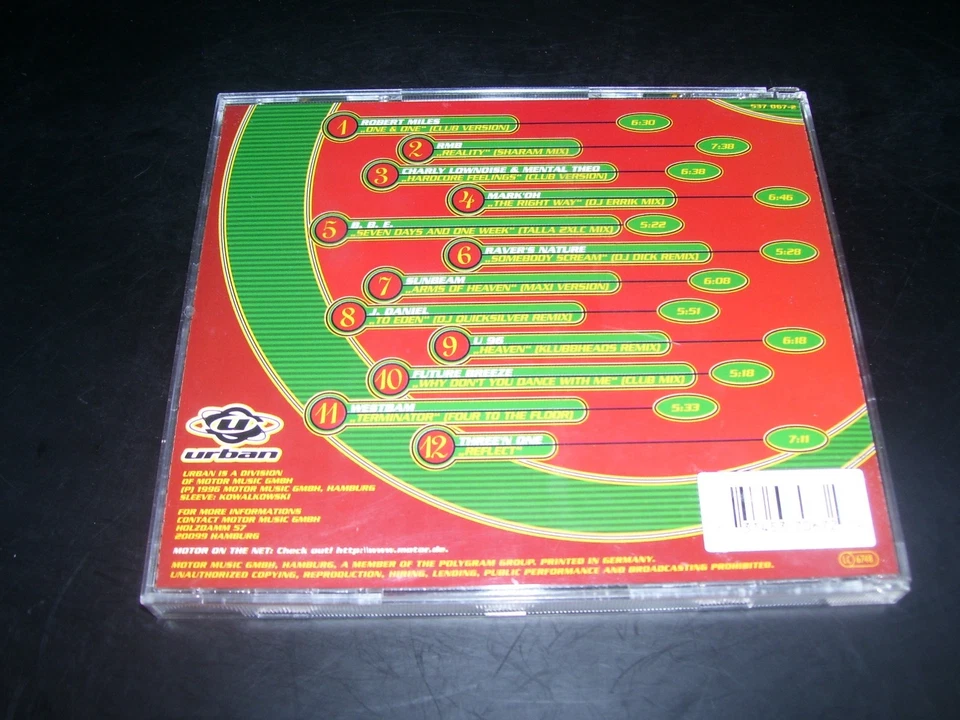 537 097-2
1 ROBERT MILES 6:30
„ONE & ONE" (CLUB VERSION)
2 RMB 7:38
„REALITY" (SHARAM MIX)
3 CHARLY LOWNOISE & MENTAL THEO 6:38
„HARDCORE FEELINGS" (CLUB VERSION)
4 MARK'OH 6:46
„THE RIGHT WAY" (DJ ERRIK MIX)
5 B. B. E. 5:22
„SEVEN DAYS AND ONE WEEK" (TALLA 2XLC MIX)
6 RAVER'S NATURE 5:28
„SOMEBODY SCREAM" (DJ DICK REMIX)
7 SUNBEAM 6:08
„ARMS OF HEAVEN" (MAXI VERSION)
8 J. DANIEL 5:51
„TO EDEN" (DJ QUICKSILVER REMIX)
9 U 96 6:18
„HEAVEN" (KLUBBHEADS REMIX)
10 FUTURE BREEZE 5:18
„WHY DON'T YOU DANCE WITH ME" (CLUB MIX)
11 WESTBAM 5:33
„TERMINATOR" (FOUR TO THE FLOOR)
12 THREE'N ONE 7:11
„REFLECT"
U
urban
URBAN IS A DIVISION
OF MOTOR MUSIC GMBH
(P) 1996 MOTOR MUSIC GMBH, HAMBURG
SLEEVE: KOWALKOWSKI
FOR MORE INFORMATIONS
CONTACT MOTOR MUSIC GMBH
HOLZDAMM 57
20099 HAMBURG
MOTOR ON THE NET: Check out! http://www.motor.de.
MOTOR MUSIC GMBH, HAMBURG, A MEMBER OF THE POLYGRAM GROUP. PRINTED IN GERMANY.
UNAUTHORIZED COPYING, REPRODUCTION, HIRING, LENDING, PUBLIC PERFORMANCE AND BROADCASTING PROHIBITED.
LC 6748